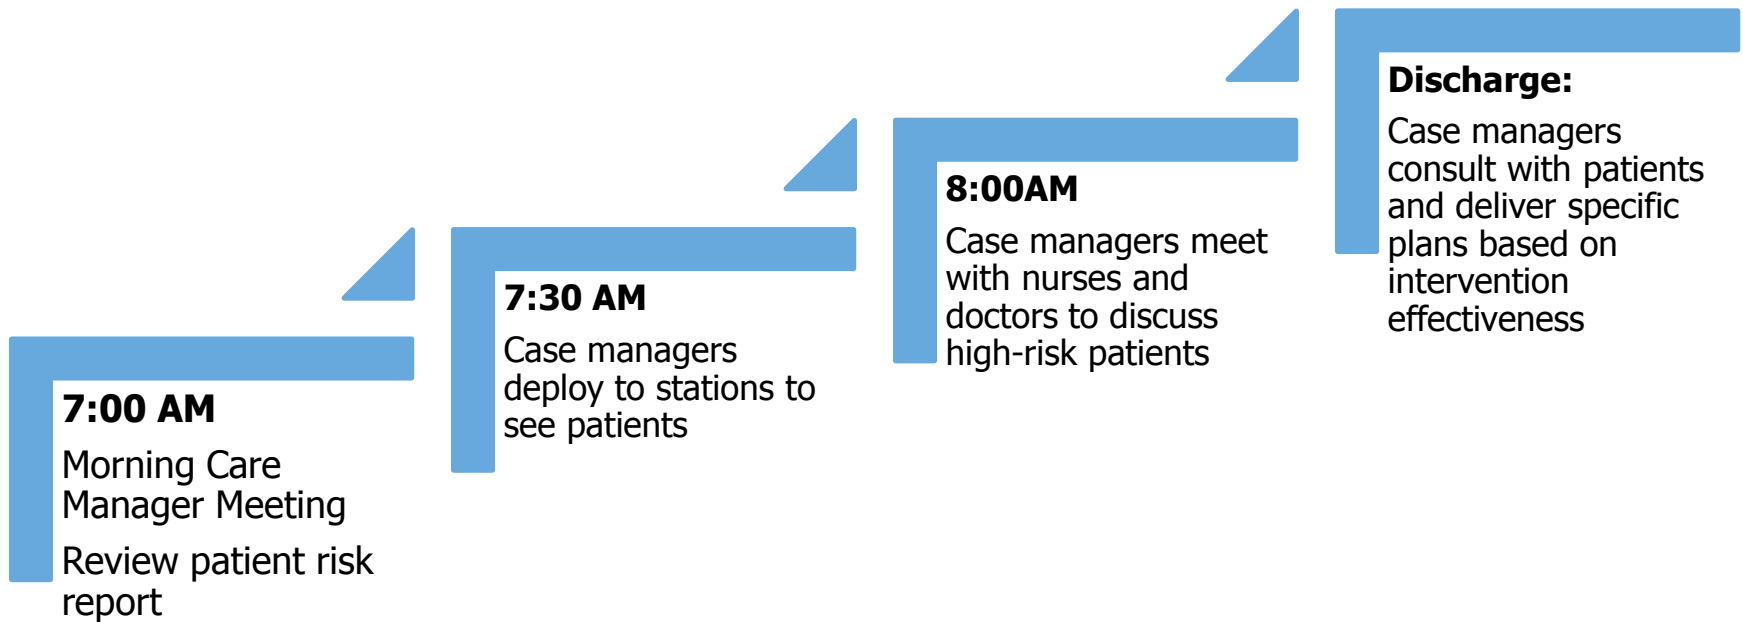 7:00 AM
Morning Care
Manager Meeting
Review patient risk
report
7:30 AM
Case managers
deploy to stations to
see patients
8:00AM
Case managers meet
with nurses and
doctors to discuss
high-risk patients
Discharge:
Case managers
consult with patients
and deliver specific
plans based on
intervention
effectiveness